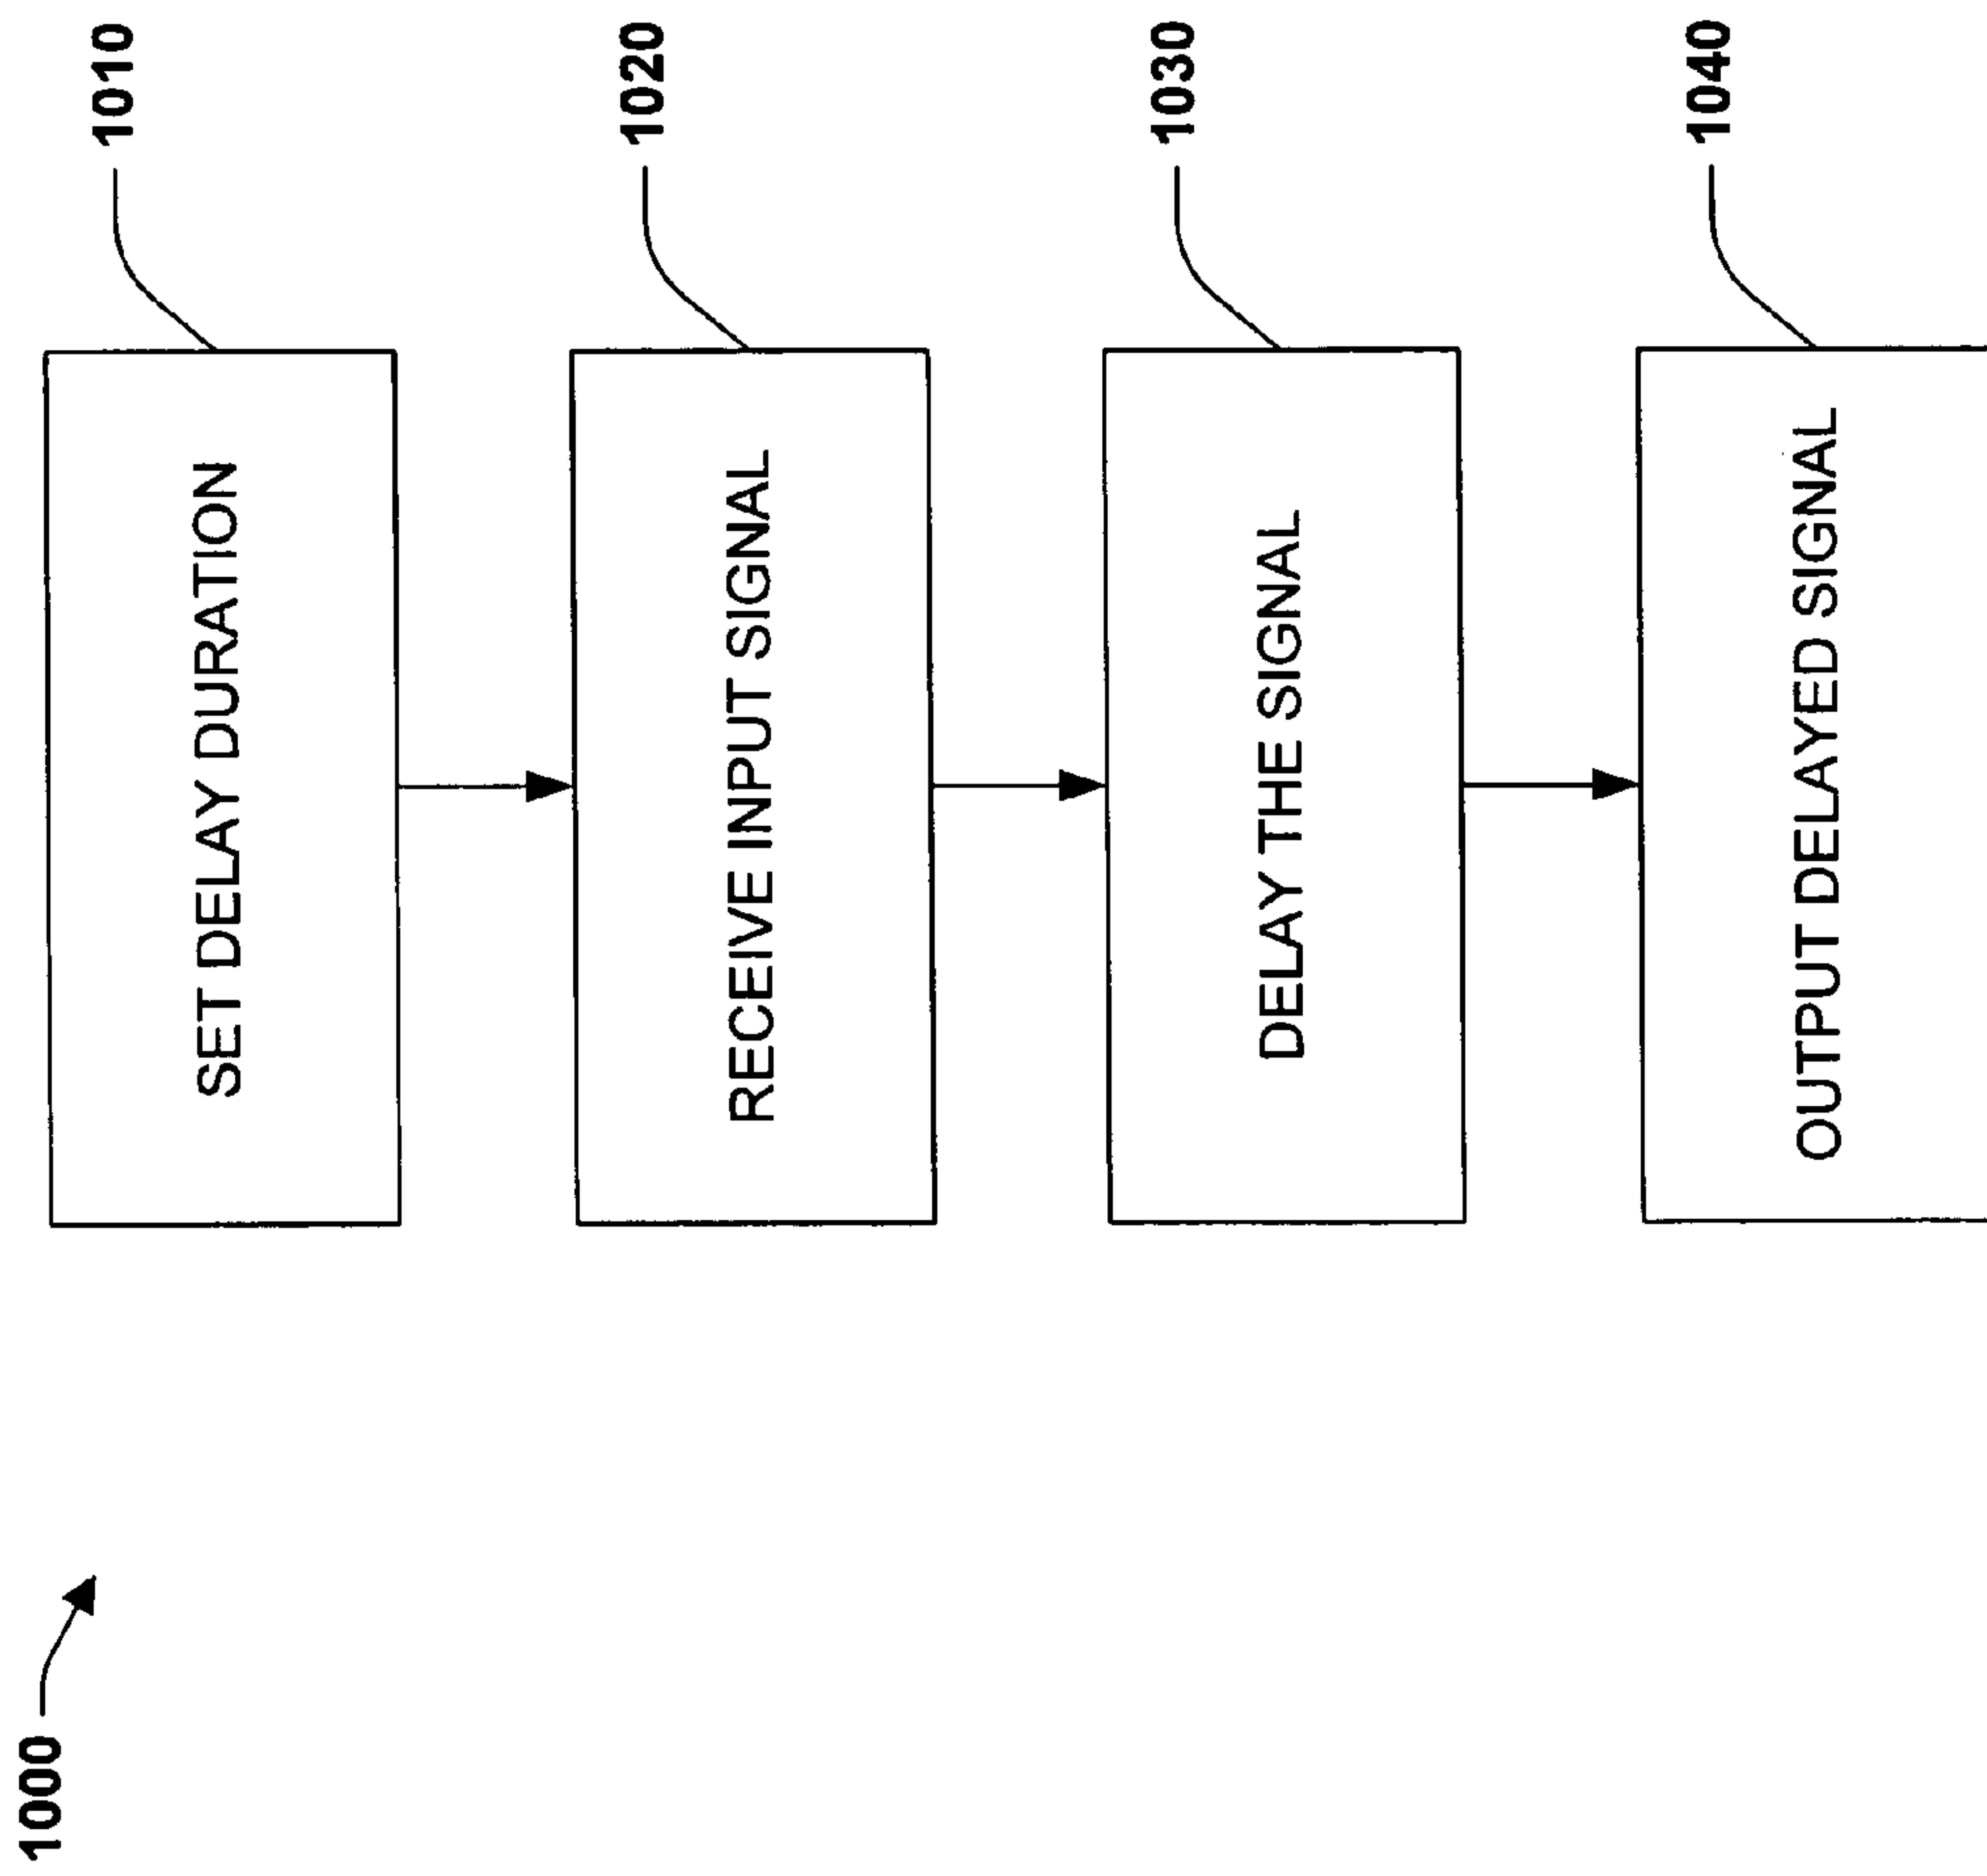 1000
SET DELAY DURATION
1010
RECEIVE INPUT SIGNAL
1020
DELAY THE SIGNAL
1030
OUTPUT DELAYED SIGNAL
1040